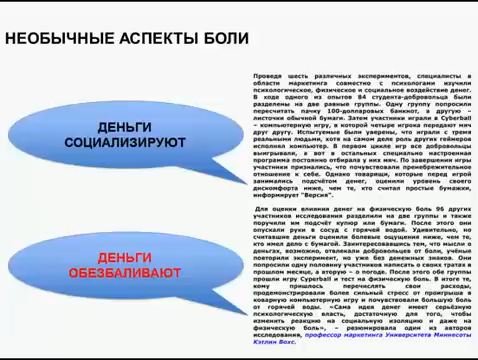 НЕОБЫЧНЫЕ АСПЕКТЫ БОЛИ
ДЕНЬГИ
СОЦИАЛИЗИРУЮТ
ДЕНЬГИ
ОБЕЗБАЛИВАЮТ
Проведя шесть различных экспериментов, специалисты в
области маркетинга совместно с психологами изучили
психологическое, физическое и социальное воздействие денег.
В ходе одного из опытов 84 студента-добровольца были
разделены на две равные группы. Одну группу попросили
пересчитать пачку 100-долларовых банкнот, а другую –
листочки обычной бумаги. Затем участники играли в Cyberball
– компьютерную игру, в которой четыре игрока передают мяч
друг другу. Испытуемые были уверены, что играли с тремя
реальными людьми, хотя на самом деле роль других геймеров
исполнял компьютер. В первом цикле игр все добровольцы
выигрывали, а вот в остальных специально настроенная
программа постоянно отбирала у них мяч. По завершении игры
участники признались, что почувствовали пренебрежительное
отношение к себе. Однако товарищи, которые перед игрой
занимались подсчётом денег, оценили уровень своего
дискомфорта ниже, чем те, кто считал простые бумажки,
информирует "Версия".
Для оценки влияния денег на физическую боль 96 других
участников исследования разделили на две группы и также
поручили им подсчёт купюр или бумаги. После этого они
опускали руки в сосуд с горячей водой. Удивительно, но
считавшие деньги оценили болевые ощущения ниже, чем те,
кто имел дело с бумагой. Заинтересовавшись тем, что мысли о
деньгах, возможно, отвлекали добровольцев от боли, учёные
повторили эксперимент, но уже без денежных знаков. Они
попросили одну половину участников написать о своих тратах в
прошлом месяце, а вторую – о погоде. После этого обе группы
прошли игру Cyperball и тест на физическую боль. В итоге те,
кому пришлось перечислять свои расходы,
продемонстрировали более сильный стресс от проигрыша в
коварную компьютерную игру и почувствовали большую боль
от горячей воды. «Сама идея денег имеет серьёзную
психологическую власть, достаточную для того, чтобы
изменить реакцию на социальную изоляцию и даже на
физическую боль», – резюмировала один из авторов
исследования, профессор маркетинга Университета Миннесоты
Кэтлин Вохс.